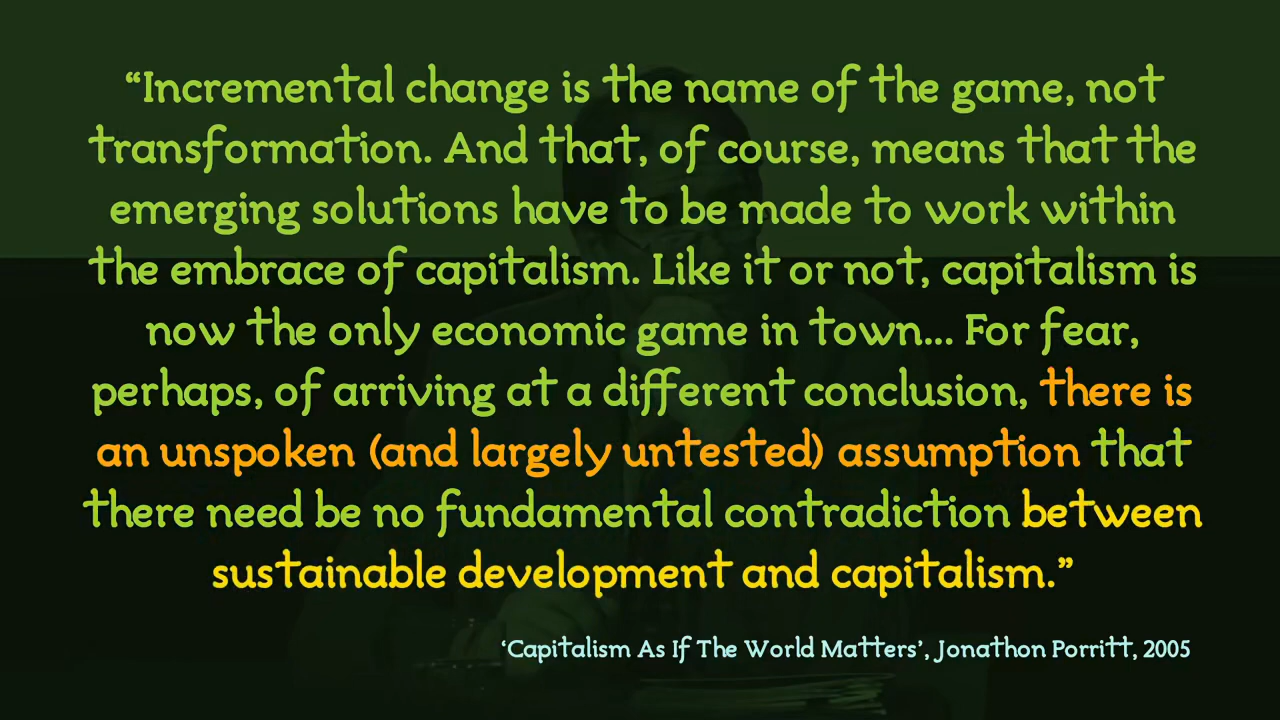 “Incremental change is the name of the game, not
transformation. And that, of course, means that the
emerging solutions have to be made to work within
the embrace of capitalism. Like it or not, capitalism is
now the only economic game in town... For fear,
perhaps, of arriving at a different conclusion, there is
an unspoken (and largely untested) assumption that
there need be no fundamental contradiction between
sustainable development and capitalism.”
‘Capitalism As If The World Matters’, Jonathon Porritt, 2005